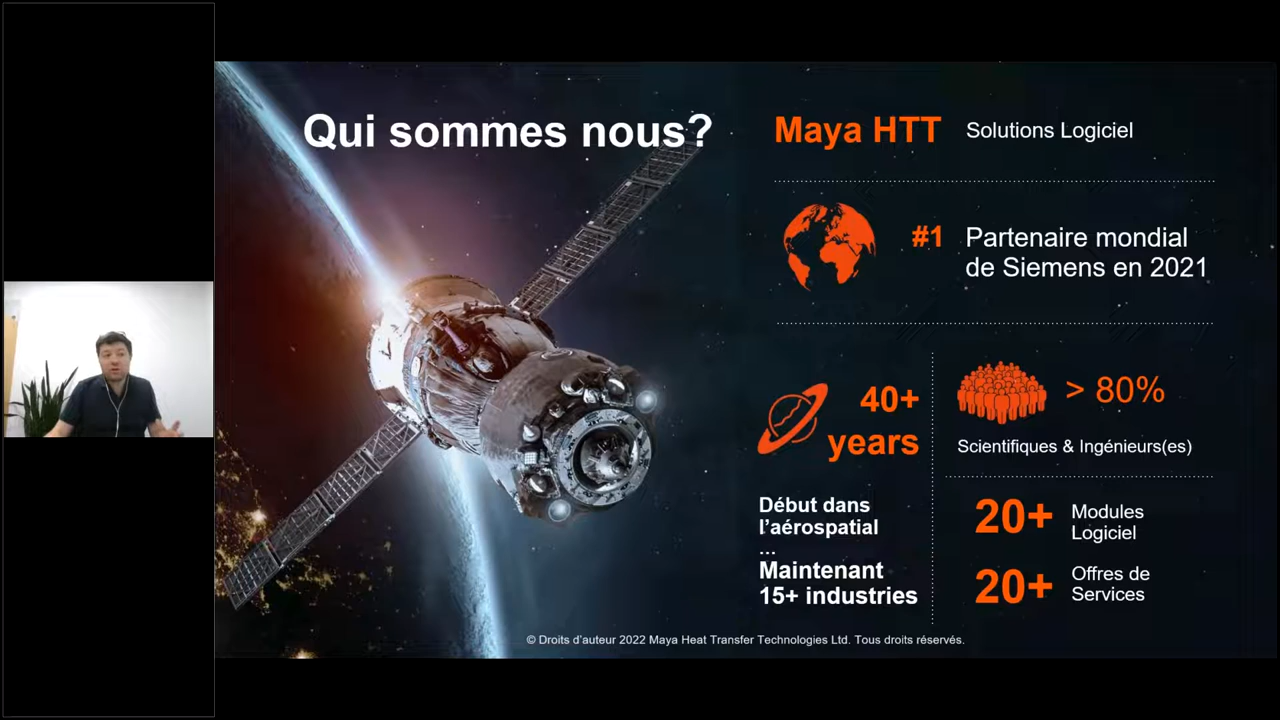 Qui sommes nous?
Maya HTT Solutions Logiciel
#1 Partenaire mondial
de Siemens en 2021
40+
years
Début dans
l'aérospatial
...
Maintenant
15+ industries
> 80%
Scientifiques & Ingénieurs(es)
20+ Modules
Logiciel
20+ Offres de
Services
© Droits d'auteur 2022 Maya Heat Transfer Technologies Ltd. Tous droits réservés.